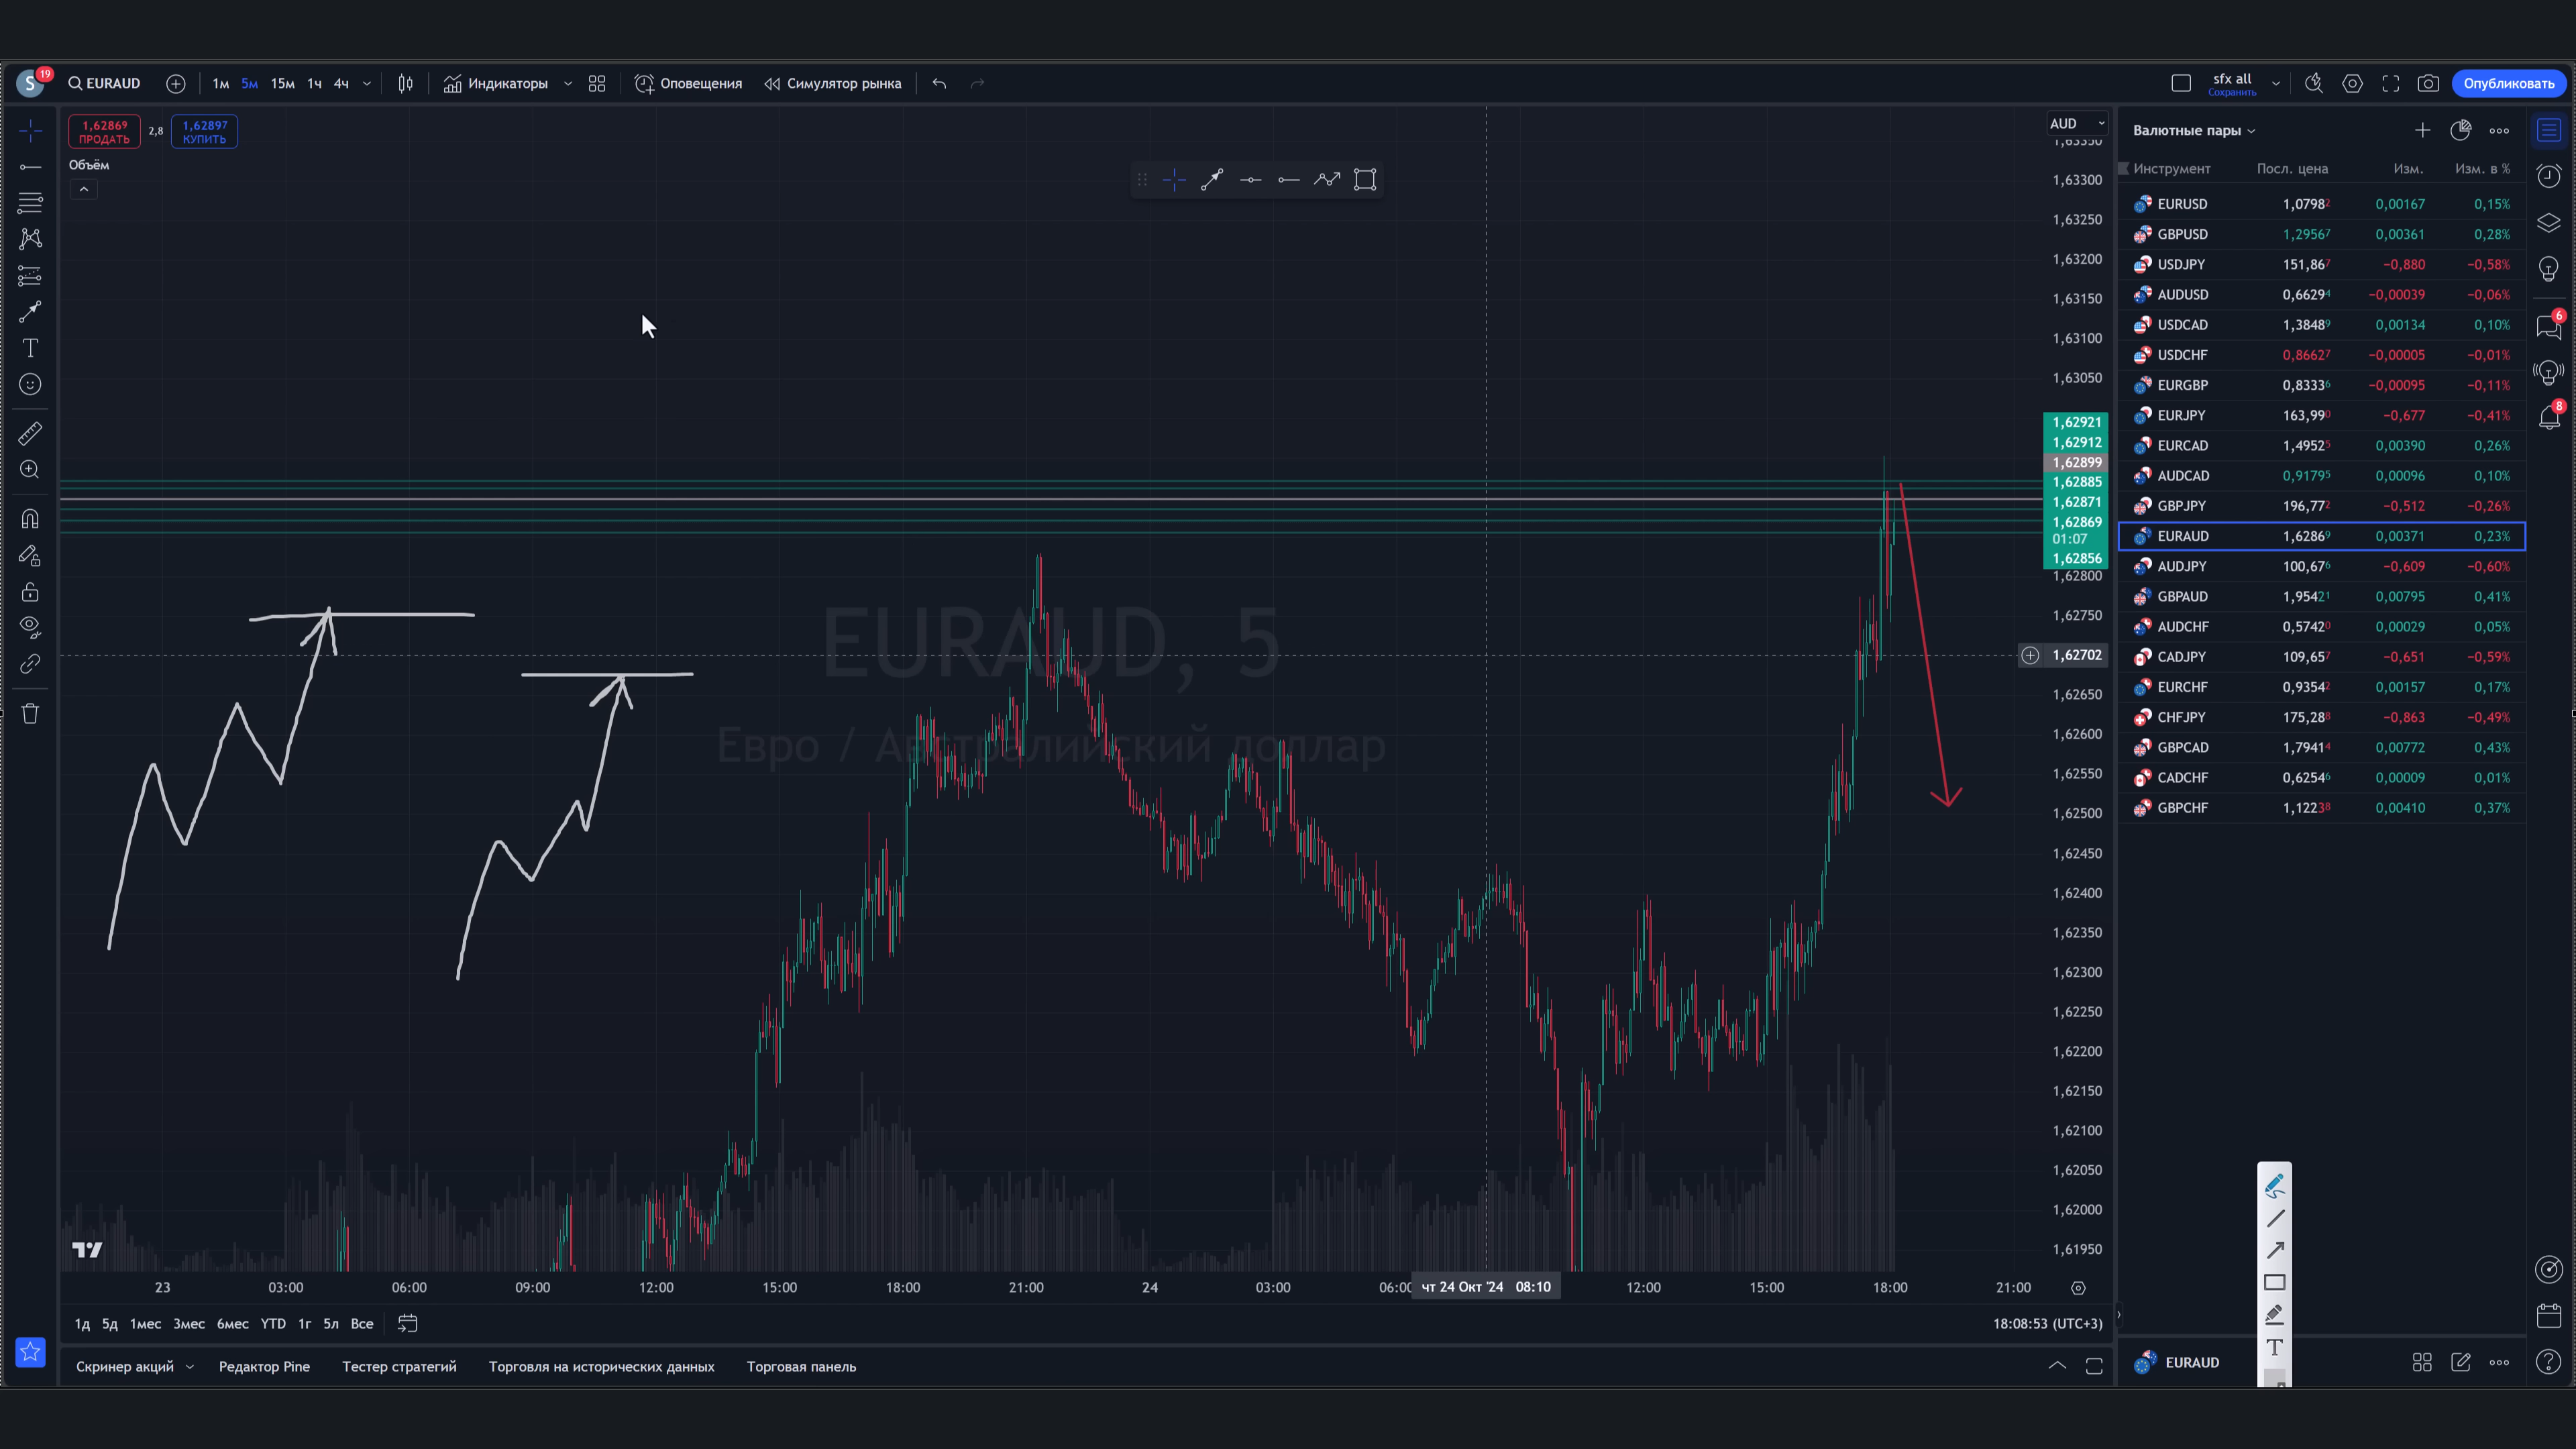 S 19 EURAUD 1м 5м 15м 1ч 4ч Индикаторы Оповещения Симулятор рынка sfx all Сохранить Опубликовать
1,62869 ПРОДАТЬ 2,8 1,62897 КУПИТЬ
Объём
AUD
1,63350
1,63300
1,63250
1,63200
1,63150
1,63100
1,63050
1,62921
1,62912
1,62899
1,62885
1,62871
1,62869
01:07
1,62856
1,62800
1,62750
1,62702
1,62650
1,62600
1,62550
1,62500
1,62450
1,62400
1,62350
1,62300
1,62250
1,62200
1,62150
1,62100
1,62050
1,62000
1,61950
EURAUD, 5
Евро / Австралийский доллар
23 03:00 06:00 09:00 12:00 15:00 18:00 21:00 24 03:00 06:00 чт 24 Окт '24 08:10 12:00 15:00 18:00 21:00
1д 5д 1мес 3мес 6мес YTD 1г 5л Все 18:08:53 (UTC+3)
Скринер акций Редактор Pine Тестер стратегий Торговля на исторических данных Торговая панель
Валютные пары
Инструмент Посл. цена Изм. Изм. в %
EURUSD 1,07982 0,00167 0,15%
GBPUSD 1,29567 0,00361 0,28%
USDJPY 151,867 −0,880 −0,58%
AUDUSD 0,66294 −0,00039 −0,06%
USDCAD 1,38489 0,00134 0,10%
USDCHF 0,86627 −0,00005 −0,01%
EURGBP 0,83336 −0,00095 −0,11%
EURJPY 163,990 −0,677 −0,41%
EURCAD 1,49525 0,00390 0,26%
AUDCAD 0,91795 0,00096 0,10%
GBPJPY 196,772 −0,512 −0,26%
EURAUD 1,62869 0,00371 0,23%
AUDJPY 100,676 −0,609 −0,60%
GBPAUD 1,95421 0,00795 0,41%
AUDCHF 0,57420 0,00029 0,05%
CADJPY 109,657 −0,651 −0,59%
EURCHF 0,93542 0,00157 0,17%
CHFJPY 175,288 −0,863 −0,49%
GBPCAD 1,79414 0,00772 0,43%
CADCHF 0,62546 0,00009 0,01%
GBPCHF 1,12238 0,00410 0,37%
6
8
T
EURAUD